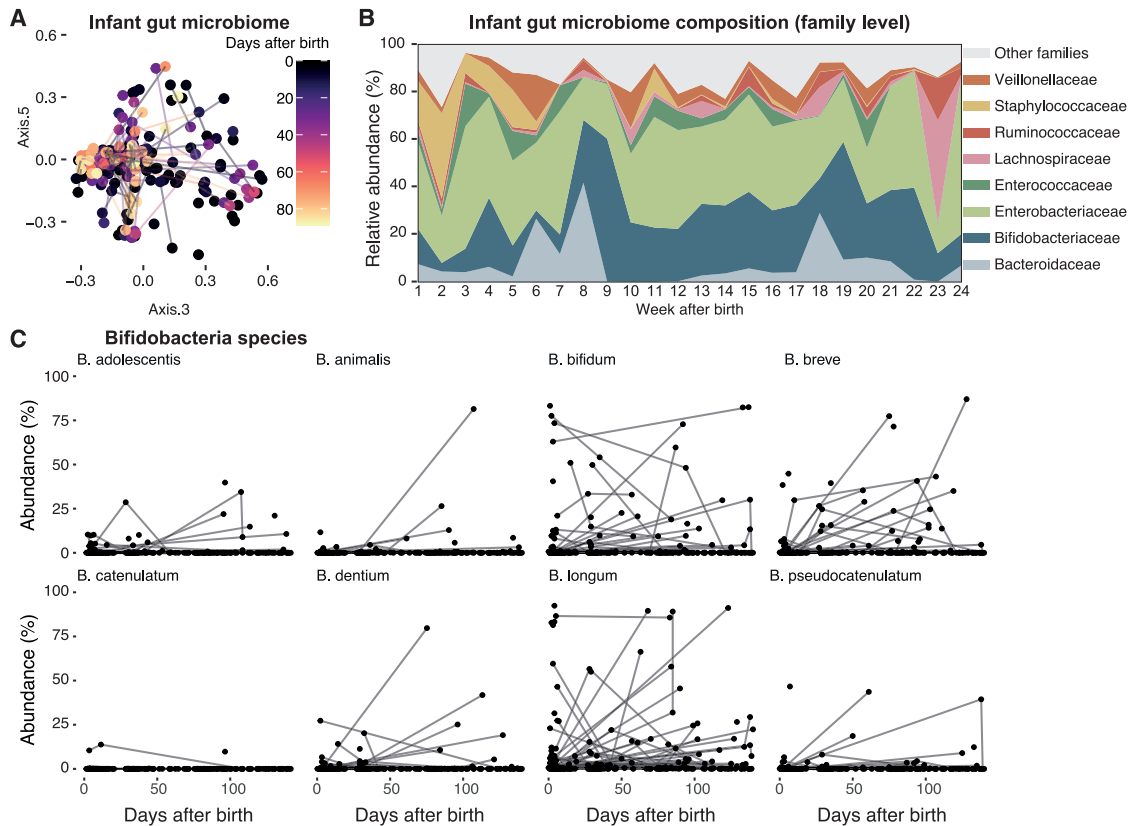 A Infant gut microbiome
Days after birth
0
20
40
60
80
0.6
0.3
0.0
−0.3
Axis.5
−0.3 0.0 0.3 0.6
Axis.3
B Infant gut microbiome composition (family level)
100
80
60
40
20
0
Relative abundance (%)
1 2 3 4 5 6 7 8 9 10 11 12 13 14 15 16 17 18 19 20 21 22 23 24
Week after birth
Other families
Veillonellaceae
Staphylococcaceae
Ruminococcaceae
Lachnospiraceae
Enterococcaceae
Enterobacteriaceae
Bifidobacteriaceae
Bacteroidaceae
C Bifidobacteria species
B. adolescentis B. animalis B. bifidum B. breve
100
75
50
25
0
Abundance (%)
B. catenulatum B. dentium B. longum B. pseudocatenulatum
100
75
50
25
0
Abundance (%)
0 50 100 0 50 100 0 50 100 0 50 100
Days after birth Days after birth Days after birth Days after birth